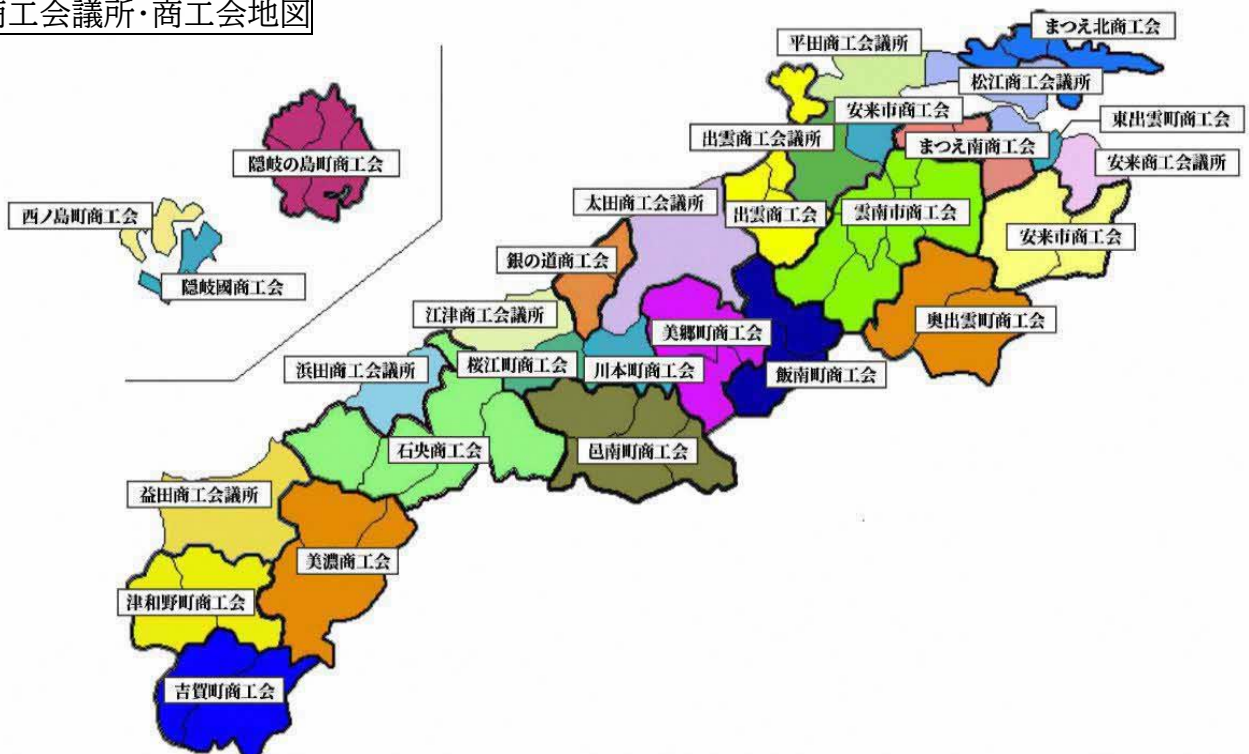 商工会議所・商工会地図
まつえ北商工会
平田商工会議所
松江商工会議所
安来市商工会
東出雲町商工会
出雲商工会議所
まつえ南商工会
安来商工会議所
隠岐の島町商工会
西ノ島町商工会
太田商工会議所
出雲商工会
雲南市商工会
安来市商工会
銀の道商工会
隠岐國商工会
江津商工会議所
美郷町商工会
奥出雲町商工会
浜田商工会議所
桜江町商工会
川本町商工会
飯南町商工会
石央商工会
邑南町商工会
益田商工会議所
美濃商工会
津和野町商工会
吉賀町商工会